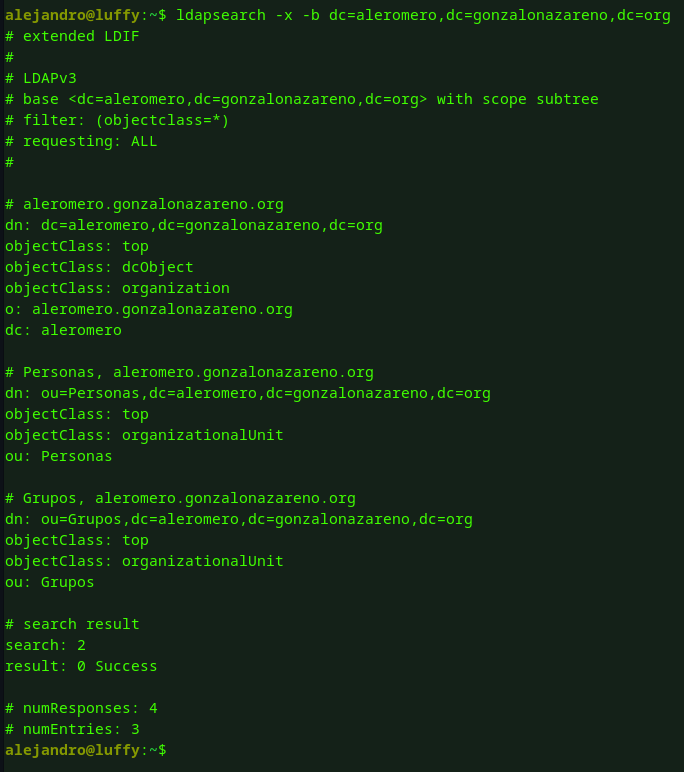 alejandro@luffy:~$ ldapsearch -x -b dc=aleromero,dc=gonzalonazareno,dc=org
# extended LDIF
#
# LDAPv3
# base <dc=aleromero,dc=gonzalonazareno,dc=org> with scope subtree
# filter: (objectclass=*)
# requesting: ALL
#

# aleromero.gonzalonazareno.org
dn: dc=aleromero,dc=gonzalonazareno,dc=org
objectClass: top
objectClass: dcObject
objectClass: organization
o: aleromero.gonzalonazareno.org
dc: aleromero

# Personas, aleromero.gonzalonazareno.org
dn: ou=Personas,dc=aleromero,dc=gonzalonazareno,dc=org
objectClass: top
objectClass: organizationalUnit
ou: Personas

# Grupos, aleromero.gonzalonazareno.org
dn: ou=Grupos,dc=aleromero,dc=gonzalonazareno,dc=org
objectClass: top
objectClass: organizationalUnit
ou: Grupos

# search result
search: 2
result: 0 Success

# numResponses: 4
# numEntries: 3
alejandro@luffy:~$